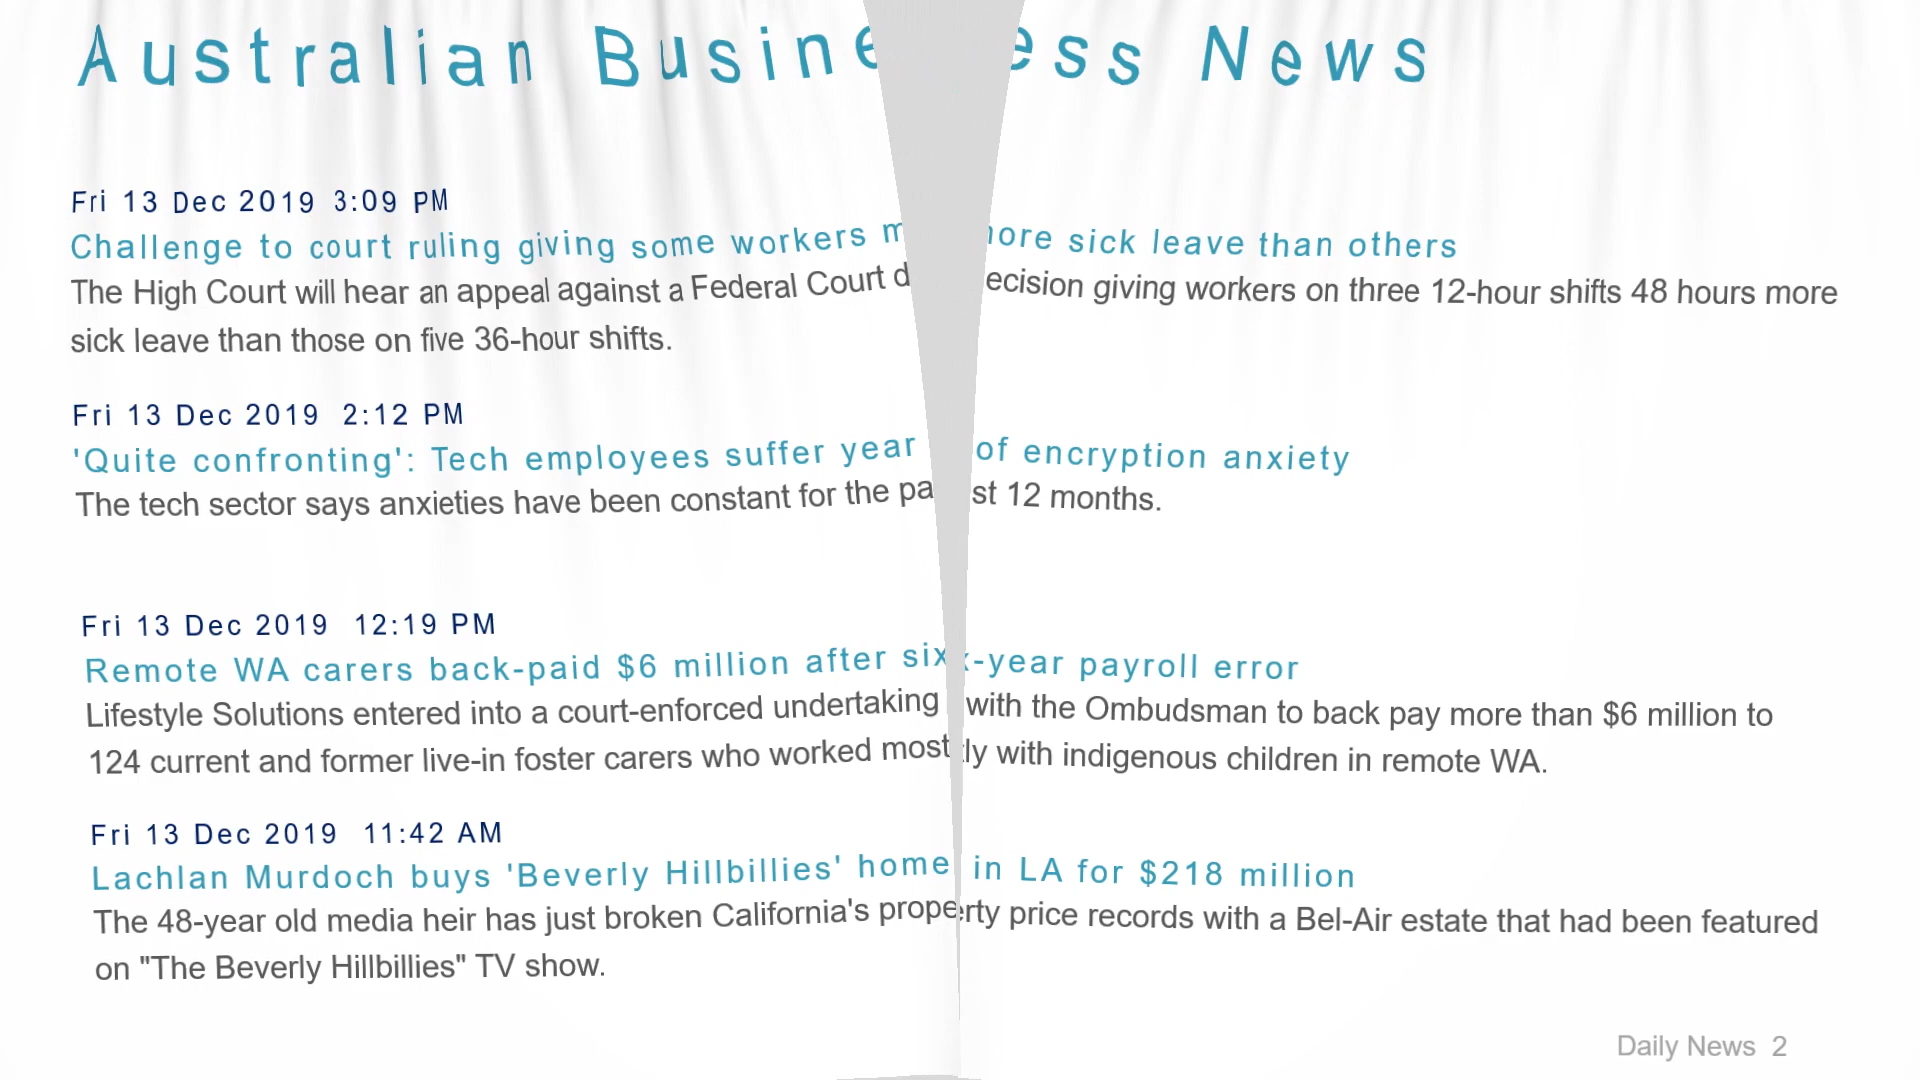 Australian Business News
Fri 13 Dec 2019 3:09 PM
Challenge to court ruling giving some workers more sick leave than others
The High Court will hear an appeal against a Federal Court decision giving workers on three 12-hour shifts 48 hours more
sick leave than those on five 36-hour shifts.
Fri 13 Dec 2019 2:12 PM
'Quite confronting': Tech employees suffer year of encryption anxiety
The tech sector says anxieties have been constant for the past 12 months.
Fri 13 Dec 2019 12:19 PM
Remote WA carers back-paid $6 million after six-year payroll error
Lifestyle Solutions entered into a court-enforced undertaking with the Ombudsman to back pay more than $6 million to
124 current and former live-in foster carers who worked mostly with indigenous children in remote WA.
Fri 13 Dec 2019 11:42 AM
Lachlan Murdoch buys 'Beverly Hillbillies' home in LA for $218 million
The 48-year old media heir has just broken California's property price records with a Bel-Air estate that had been featured
on "The Beverly Hillbillies" TV show.
Daily News 2